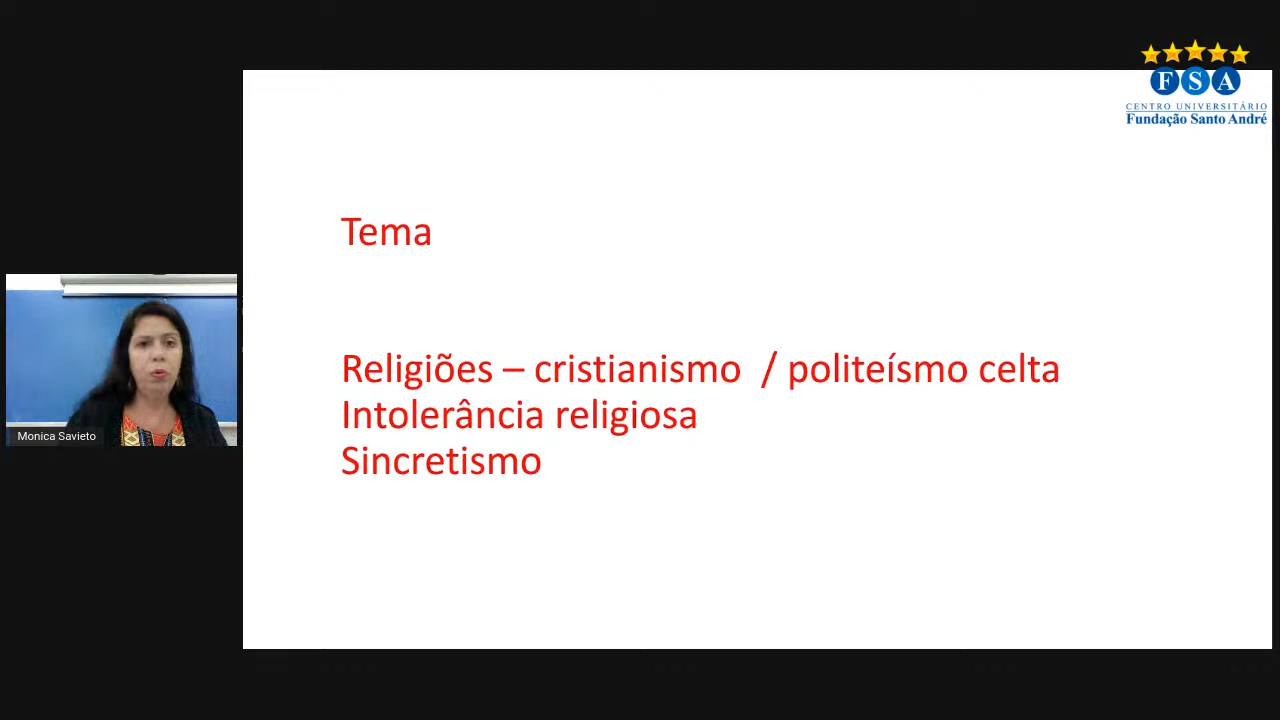 FSA
CENTRO UNIVERSITÁRIO
Fundação Santo André
Tema
Religiões – cristianismo / politeísmo celta
Intolerância religiosa
Sincretismo
Monica Savieto